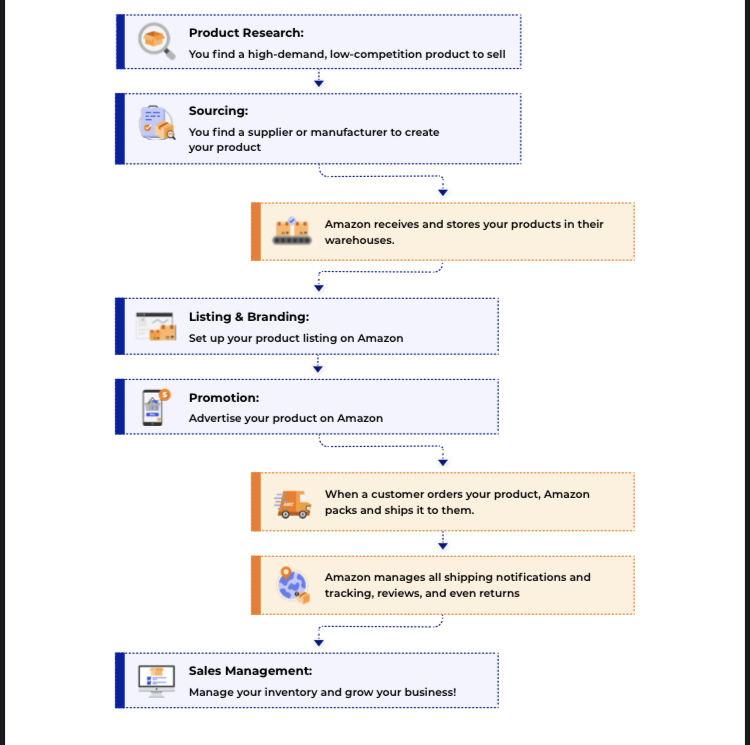 Product Research:
You find a high-demand, low-competition product to sell
Sourcing:
You find a supplier or manufacturer to create
your product
Amazon receives and stores your products in their
warehouses.
Listing & Branding:
Set up your product listing on Amazon
Promotion:
Advertise your product on Amazon
When a customer orders your product, Amazon
packs and ships it to them.
Amazon manages all shipping notifications and
tracking, reviews, and even returns
Sales Management:
Manage your inventory and grow your business!